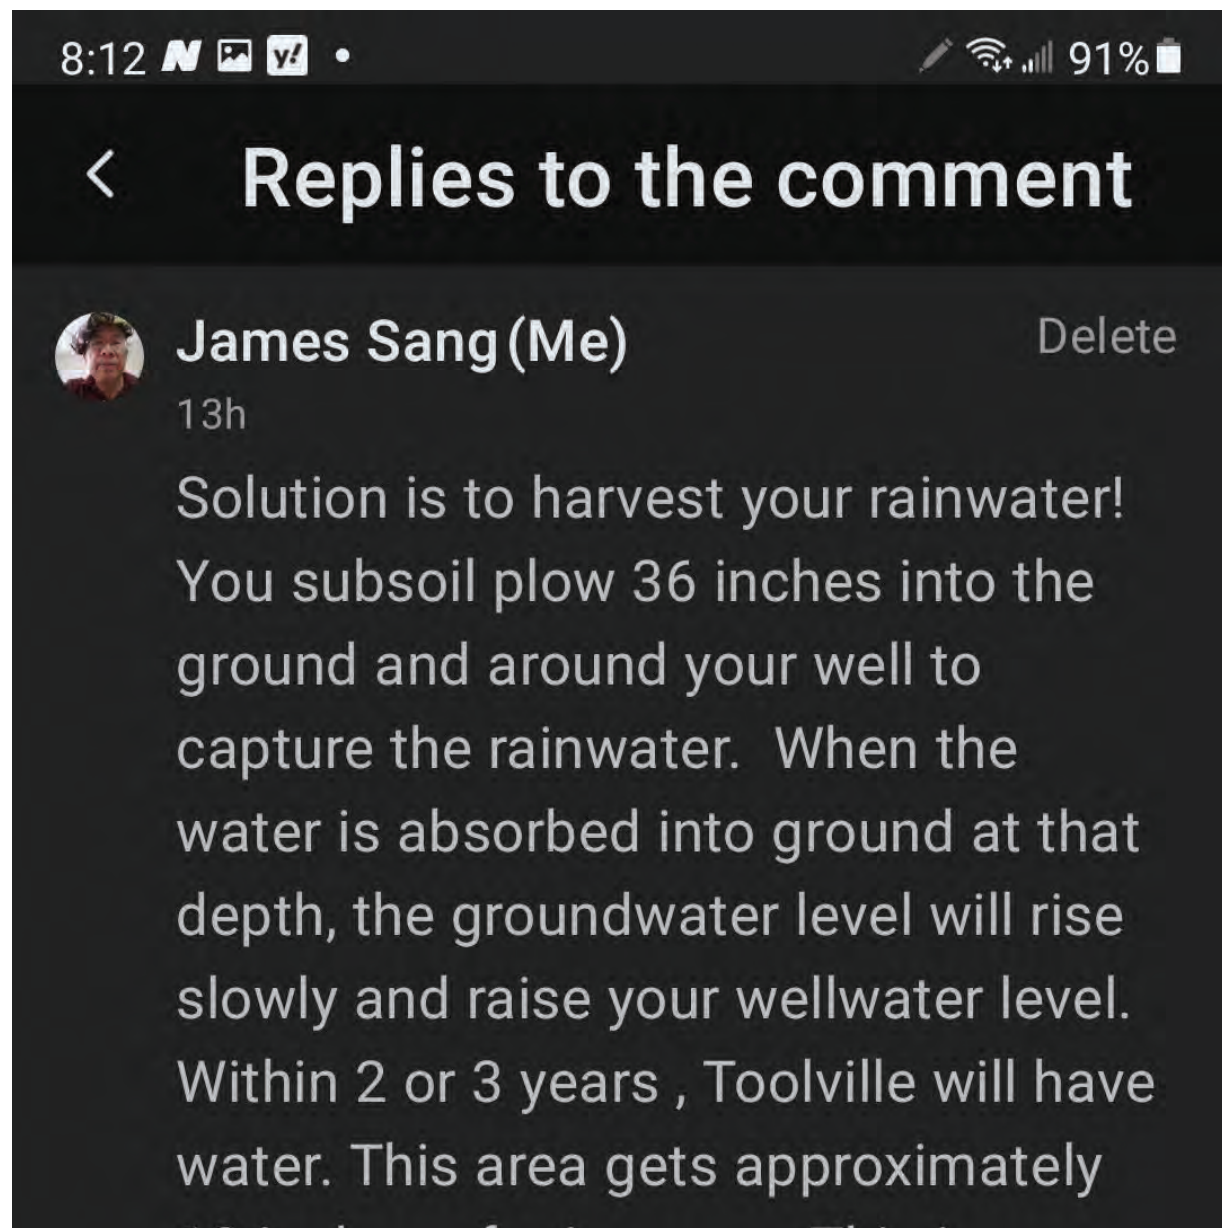 8:12 N y! • 91%
Replies to the comment
James Sang (Me) Delete
13h
Solution is to harvest your rainwater!
You subsoil plow 36 inches into the
ground and around your well to
capture the rainwater.  When the
water is absorbed into ground at that
depth, the groundwater level will rise
slowly and raise your wellwater level.
Within 2 or 3 years , Toolville will have
water. This area gets approximately